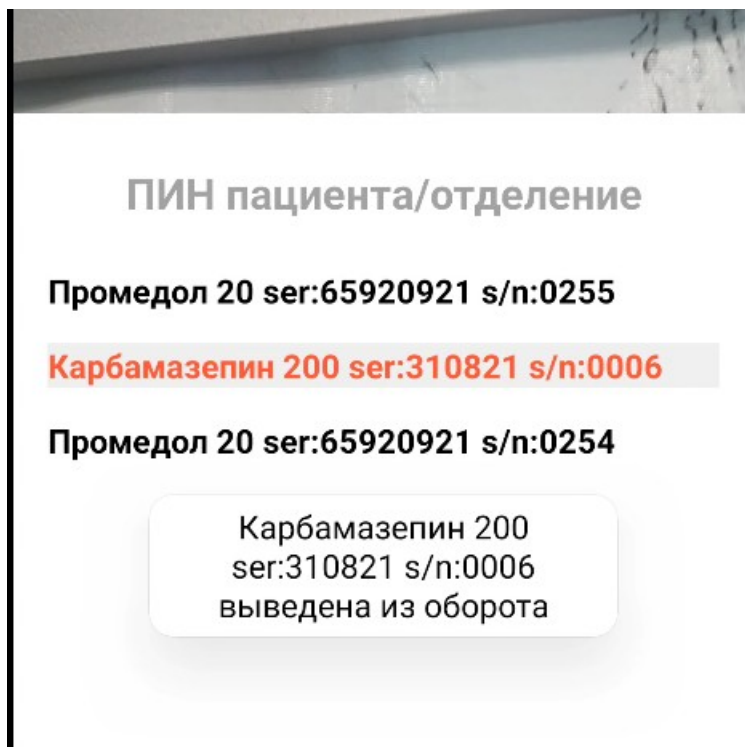 ПИН пациента/отделение
Промедол 20 ser:65920921 s/n:0255
Карбамазепин 200 ser:310821 s/n:0006
Промедол 20 ser:65920921 s/n:0254
Карбамазепин 200
ser:310821 s/n:0006
выведена из оборота